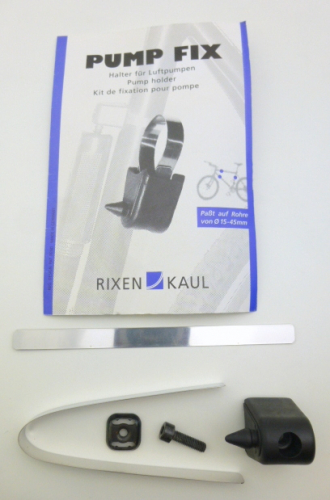 PUMP FIX
Halter für Luftpumpen
Pump holder
Kit de fixation pour pompe
Paßt auf Rohre
von Ø 15-45mm
RIXEN KAUL